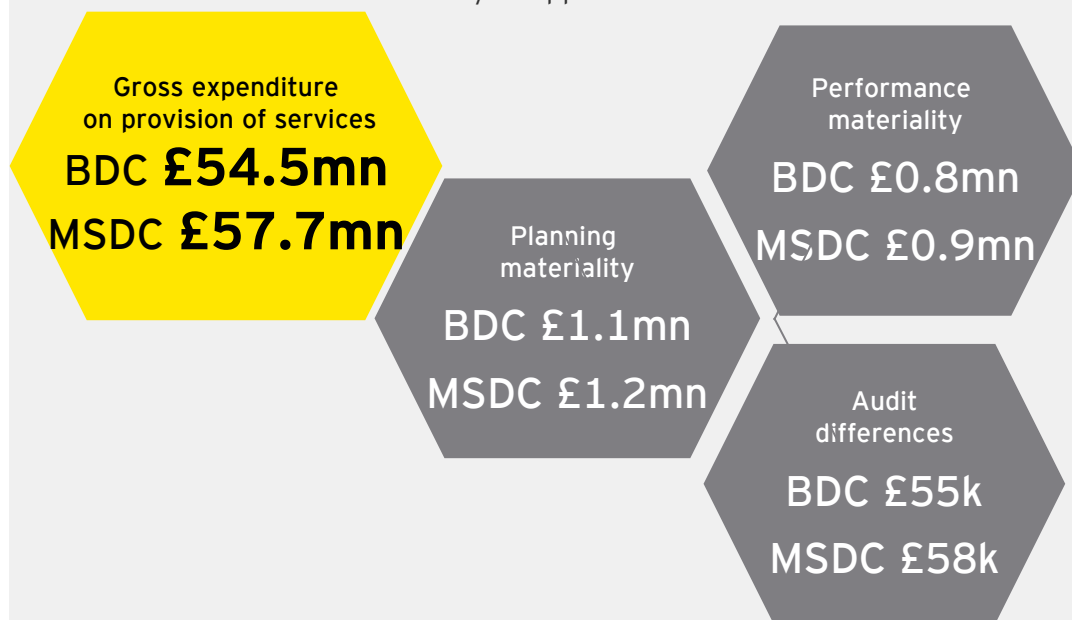 Gross expenditure
on provision of services
BDC £54.5mn
MSDC £57.7mn
Planning
materiality
BDC £1.1mn
MSDC £1.2mn
Performance
materiality
BDC £0.8mn
MSDC £0.9mn
Audit
differences
BDC £55k
MSDC £58k